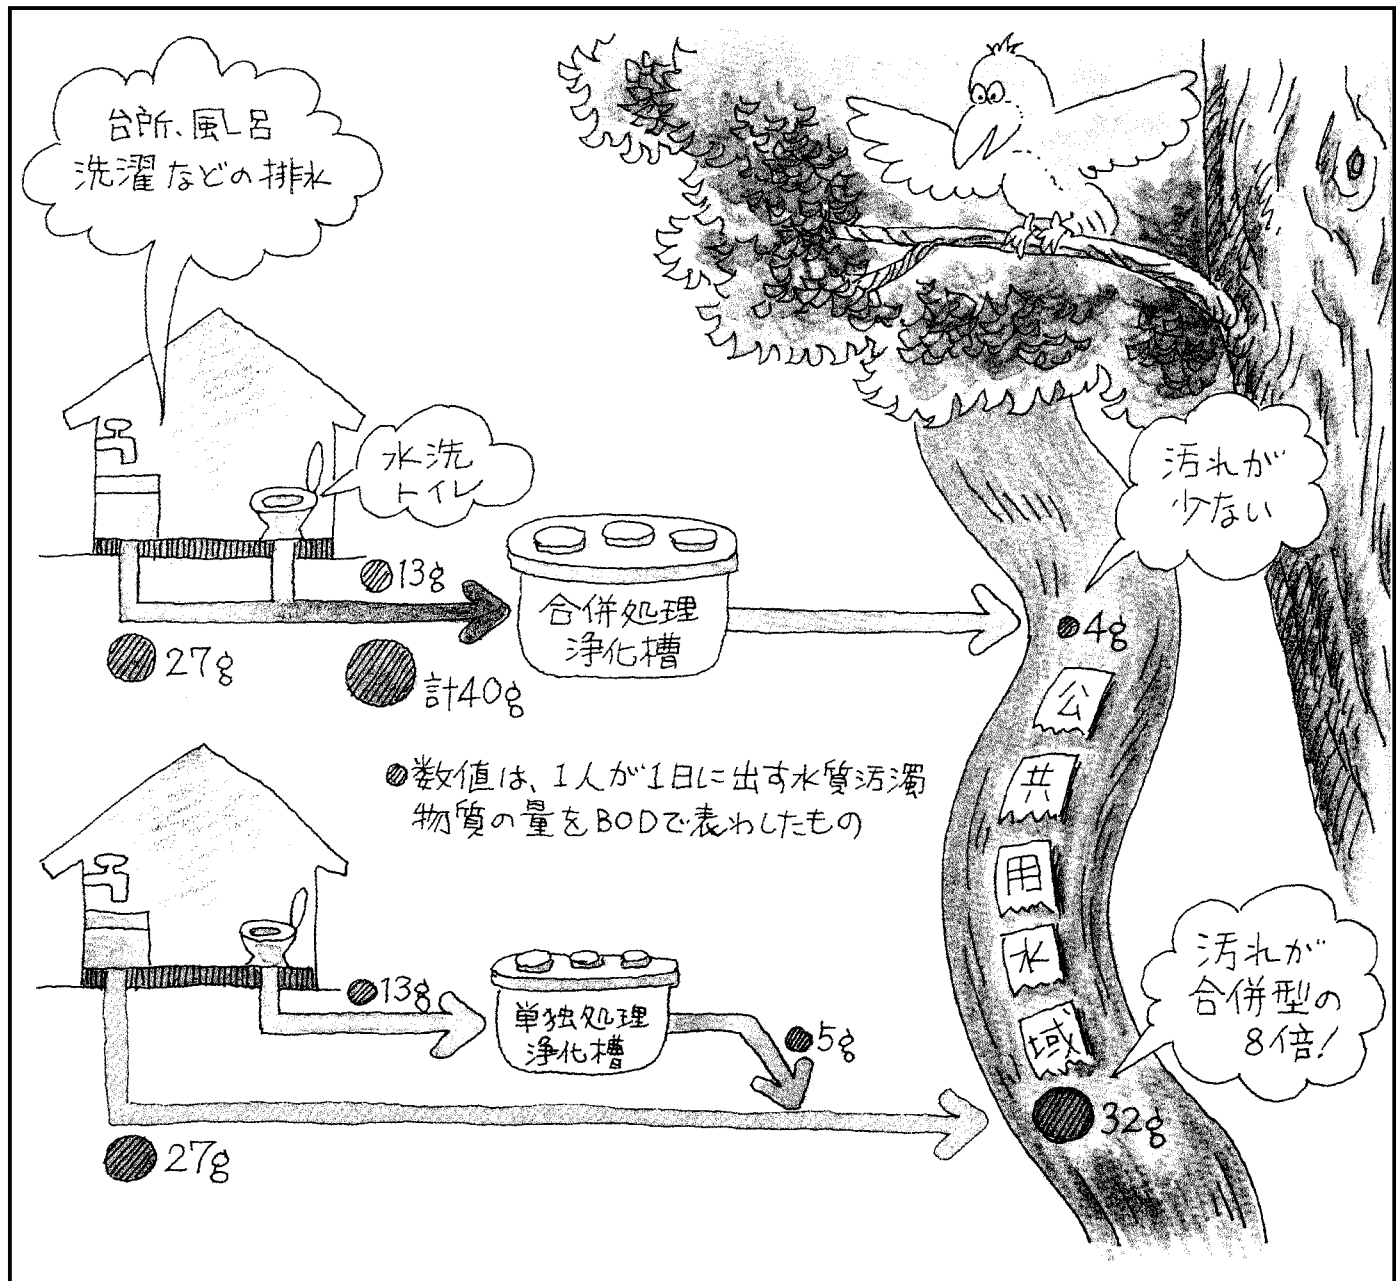 台所、風呂
洗濯などの排水
水洗
トイレ
13g
合併処理
浄化槽
27g
計40g
汚れが
少ない
4g
公
共
用
水
域
●数値は、1人が1日に出す水質汚濁
物質の量をBODで表わしたもの
13g
単独処理
浄化槽
5g
27g
汚れが
合併型の
8倍!
32g